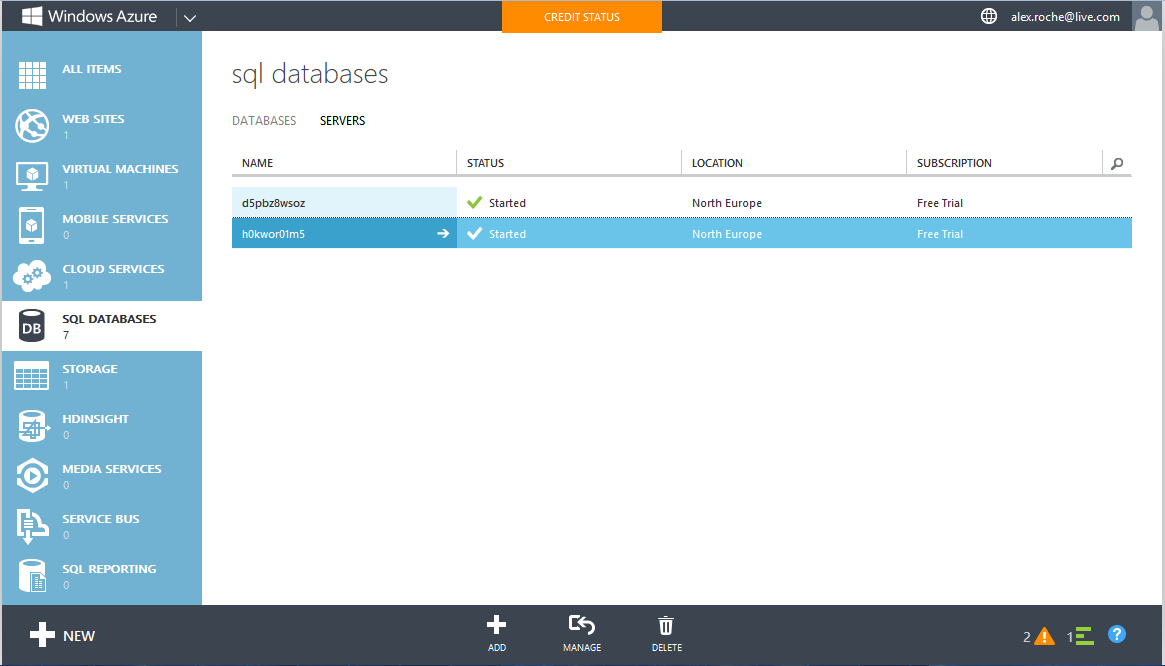 Windows Azure
CREDIT STATUS
alex.roche@live.com
ALL ITEMS
WEB SITES
1
VIRTUAL MACHINES
1
MOBILE SERVICES
0
CLOUD SERVICES
1
DB
SQL DATABASES
7
STORAGE
1
HDINSIGHT
0
MEDIA SERVICES
0
SERVICE BUS
0
SQL REPORTING
0
sql databases
DATABASES SERVERS
NAME STATUS LOCATION SUBSCRIPTION
d5pbz8wsoz Started North Europe Free Trial
h0kwor01m5 Started North Europe Free Trial
NEW
ADD
MANAGE
DELETE
2 1 ?